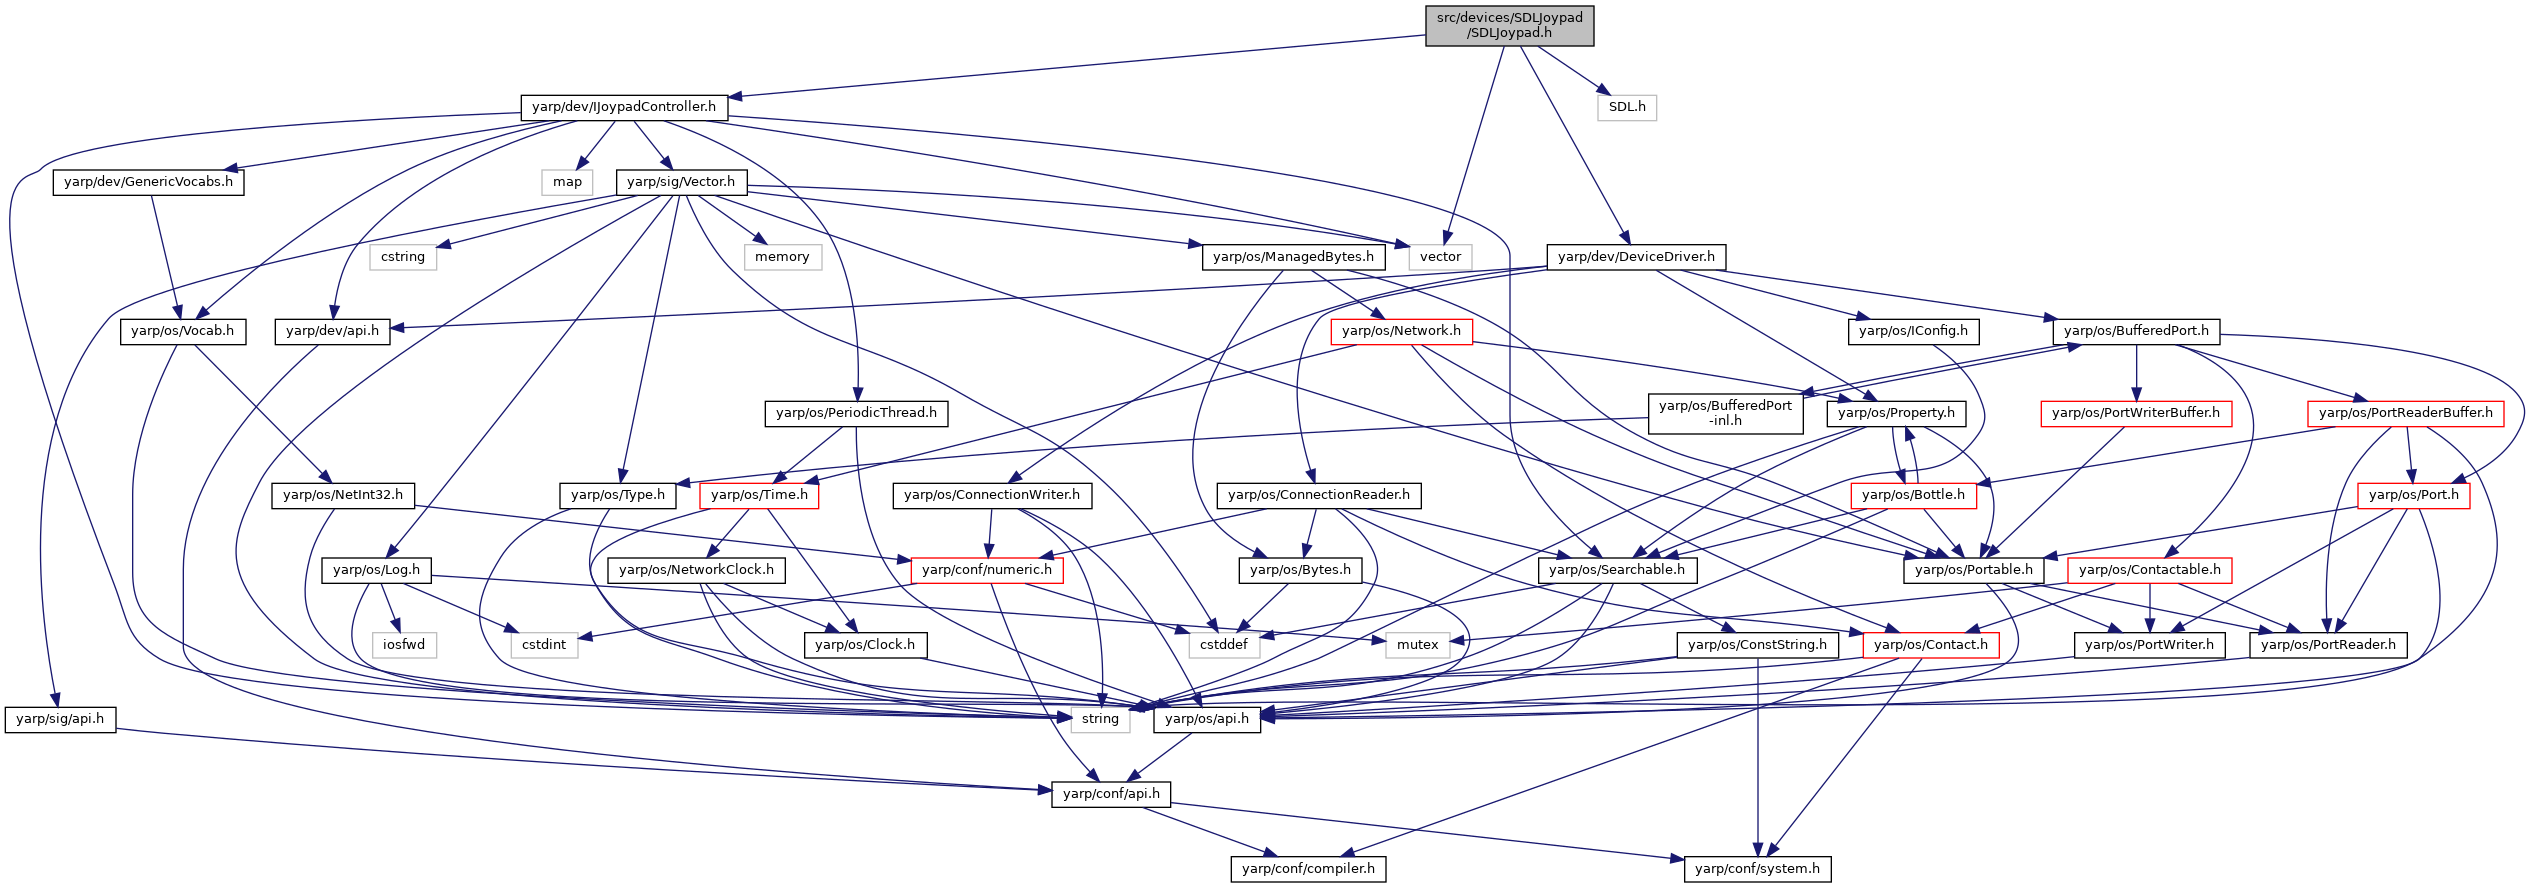 src/devices/SDLJoypad
/SDLJoypad.h
yarp/dev/IJoypadController.h
SDL.h
yarp/dev/GenericVocabs.h
map
yarp/sig/Vector.h
cstring
memory
yarp/os/ManagedBytes.h
vector
yarp/dev/DeviceDriver.h
yarp/os/Vocab.h
yarp/dev/api.h
yarp/os/Network.h
yarp/os/IConfig.h
yarp/os/BufferedPort.h
yarp/os/PeriodicThread.h
yarp/os/BufferedPort
-inl.h
yarp/os/Property.h
yarp/os/PortWriterBuffer.h
yarp/os/PortReaderBuffer.h
yarp/os/NetInt32.h
yarp/os/Type.h
yarp/os/Time.h
yarp/os/ConnectionWriter.h
yarp/os/ConnectionReader.h
yarp/os/Bottle.h
yarp/os/Port.h
yarp/os/Log.h
yarp/os/NetworkClock.h
yarp/conf/numeric.h
yarp/os/Bytes.h
yarp/os/Searchable.h
yarp/os/Portable.h
yarp/os/Contactable.h
iosfwd
cstdint
yarp/os/Clock.h
cstddef
mutex
yarp/os/ConstString.h
yarp/os/Contact.h
yarp/os/PortWriter.h
yarp/os/PortReader.h
yarp/sig/api.h
string
yarp/os/api.h
yarp/conf/api.h
yarp/conf/compiler.h
yarp/conf/system.h